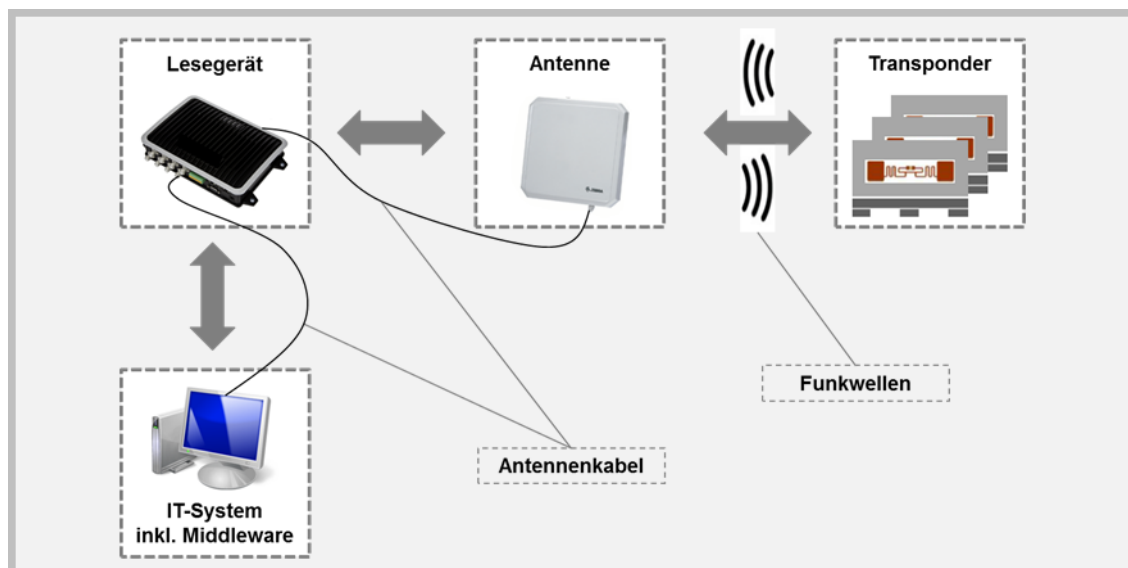 Lesegerät
Antenne
Transponder
Funkwellen
Antennenkabel
IT-System
inkl. Middleware